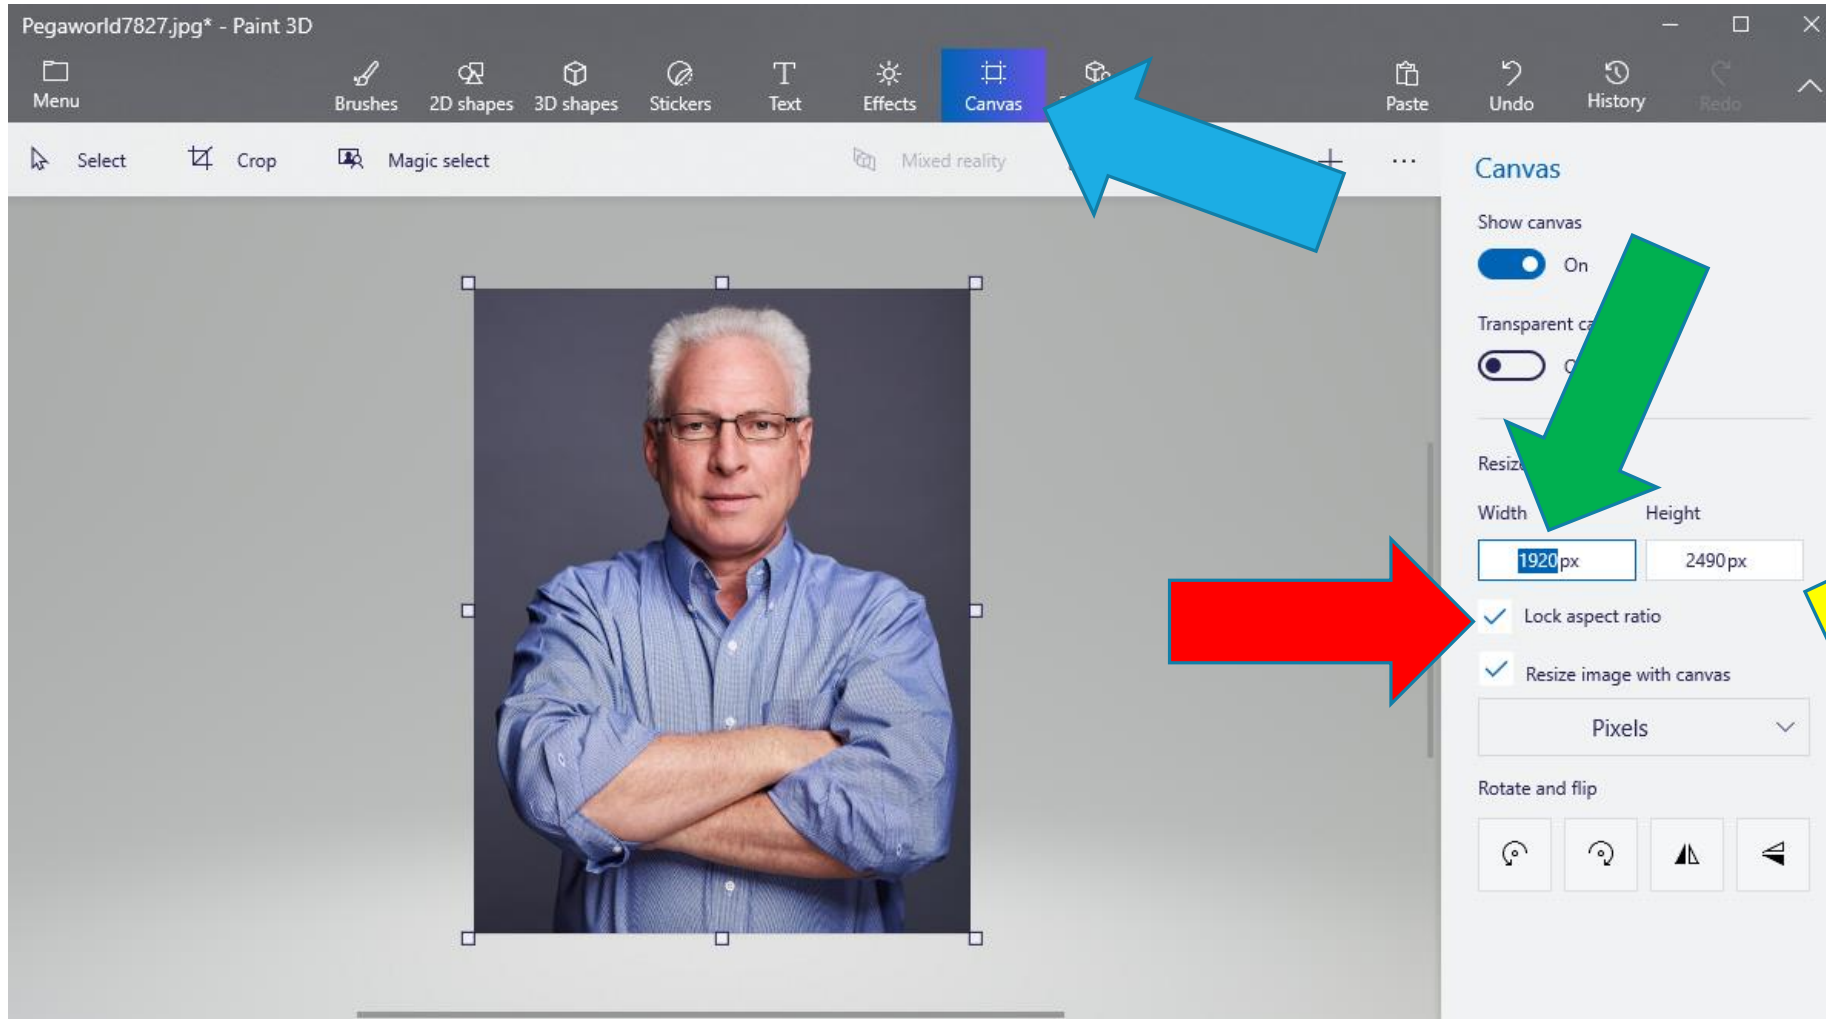 Pegaworld7827.jpg* - Paint 3D
Menu
Brushes
2D shapes
3D shapes
Stickers
Text
Effects
Canvas
Paste
Undo
History
Redo
Select
Crop
Magic select
Mixed reality
Canvas
Show canvas
On
Transparent
Width
Height
1920px
2490px
Lock aspect ratio
Resize image with canvas
Pixels
Rotate and flip